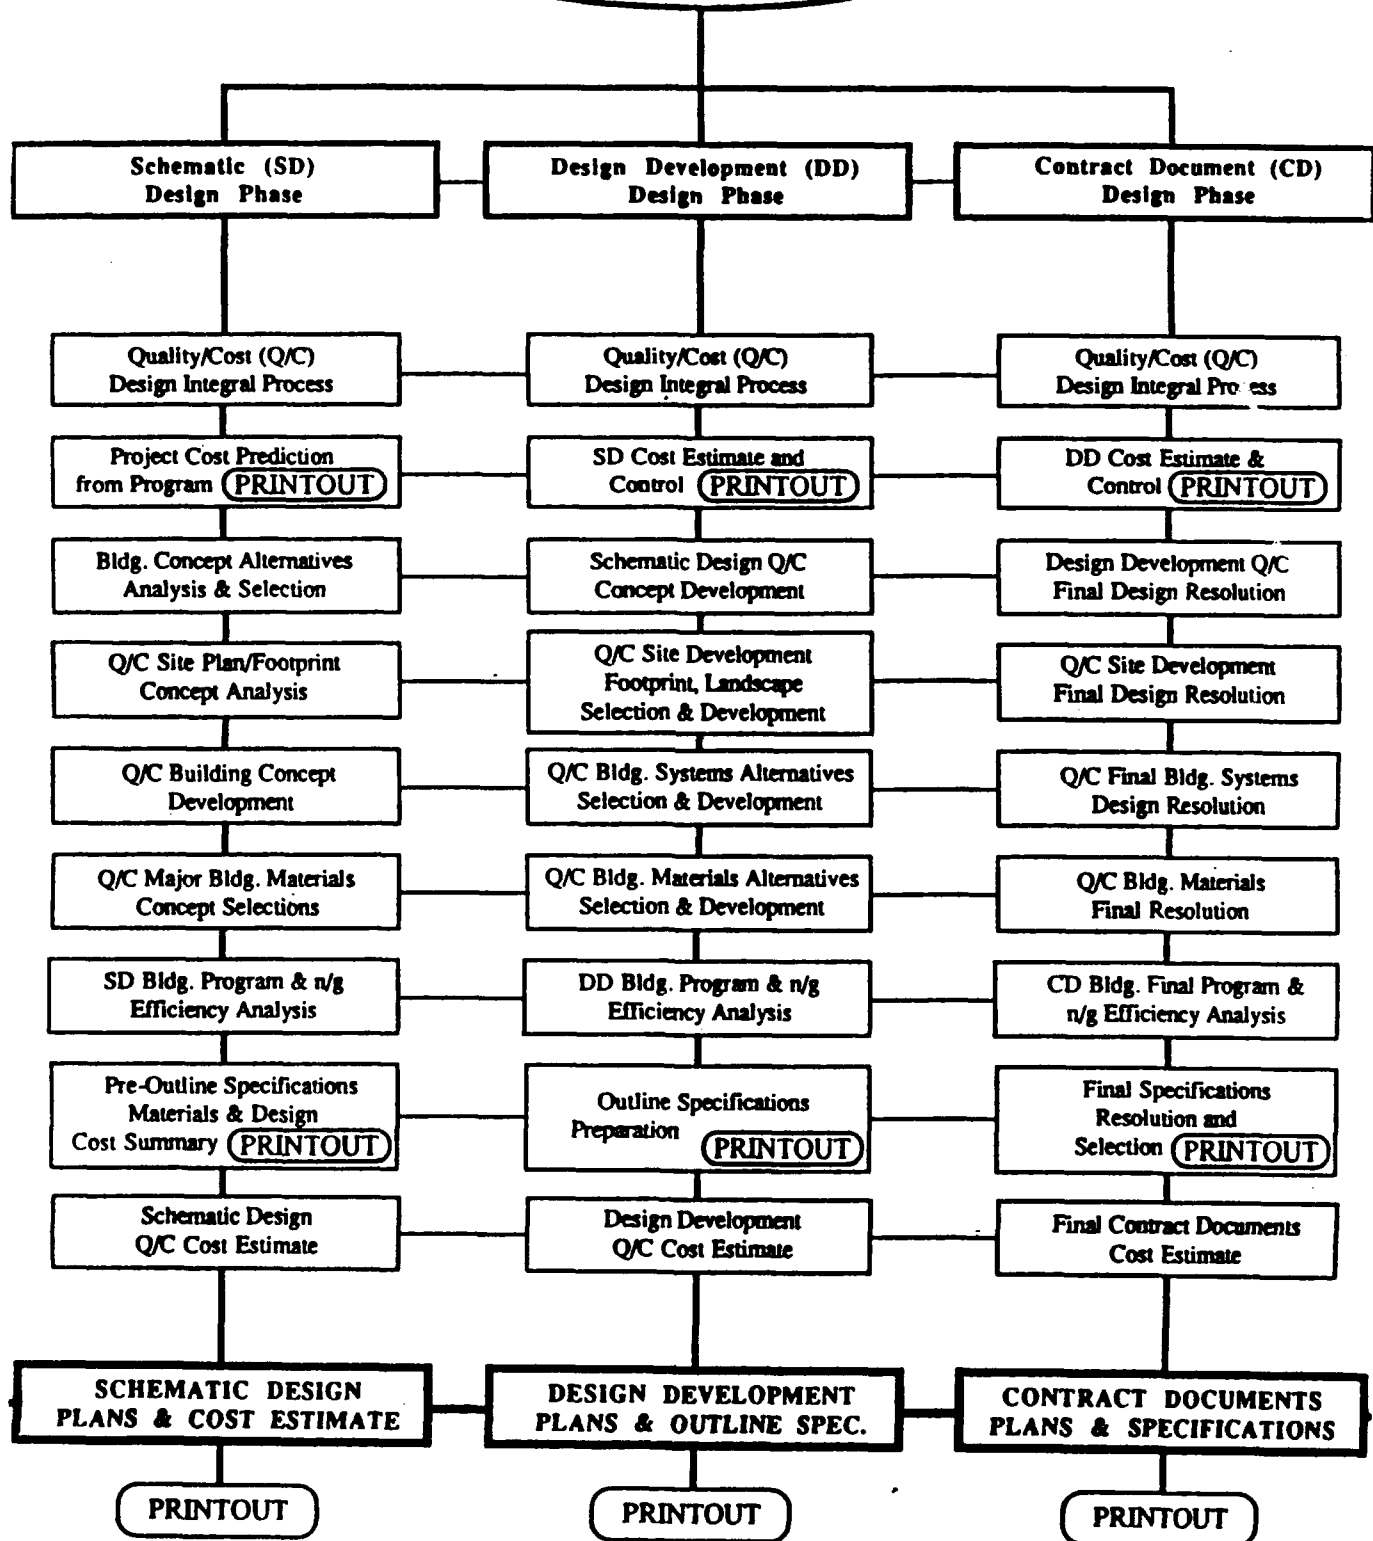 Schematic (SD)
Design Phase
Design Development (DD)
Design Phase
Contract Document (CD)
Design Phase
Quality/Cost (Q/C)
Design Integral Process
Quality/Cost (Q/C)
Design Integral Process
Quality/Cost (Q/C)
Design Integral Process
Project Cost Prediction
from Program PRINTOUT
SD Cost Estimate and
Control PRINTOUT
DD Cost Estimate &
Control PRINTOUT
Bldg. Concept Alternatives
Analysis & Selection
Schematic Design Q/C
Concept Development
Design Development Q/C
Final Design Resolution
Q/C Site Plan/Footprint
Concept Analysis
Q/C Site Development
Footprint, Landscape
Selection & Development
Q/C Site Development
Final Design Resolution
Q/C Building Concept
Development
Q/C Bldg. Systems Alternatives
Selection & Development
Q/C Final Bldg. Systems
Design Resolution
Q/C Major Bldg. Materials
Concept Selections
Q/C Bldg. Materials Alternatives
Selection & Development
Q/C Bldg. Materials
Final Resolution
SD Bldg. Program & n/g
Efficiency Analysis
DD Bldg. Program & n/g
Efficiency Analysis
CD Bldg. Final Program &
n/g Efficiency Analysis
Pre-Outline Specifications
Materials & Design
Cost Summary PRINTOUT
Outline Specifications
Preparation PRINTOUT
Final Specifications
Resolution and
Selection PRINTOUT
Schematic Design
Q/C Cost Estimate
Design Development
Q/C Cost Estimate
Final Contract Documents
Cost Estimate
SCHEMATIC DESIGN
PLANS & COST ESTIMATE
DESIGN DEVELOPMENT
PLANS & OUTLINE SPEC.
CONTRACT DOCUMENTS
PLANS & SPECIFICATIONS
PRINTOUT
PRINTOUT
PRINTOUT